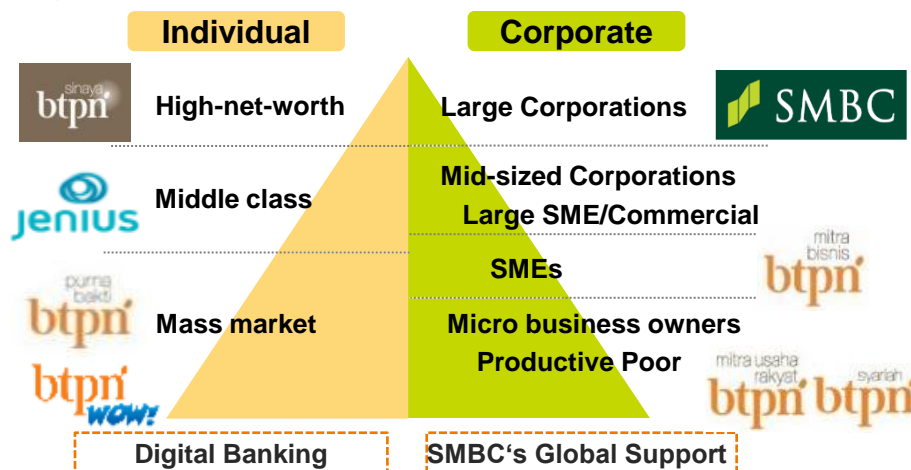 Individual
Corporate
sinaya
btpn
High-net-worth
Large Corporations
SMBC
Jenius
Middle class
Mid-sized Corporations
Large SME/Commercial
mitra
bisnis
btpn
SMEs
purna
bakti
btpn
Mass market
Micro business owners
Productive Poor
mitra usaha
rakyat
btpn
syariah
btpn
btpn
WOW!
Digital Banking
SMBC‘s Global Support